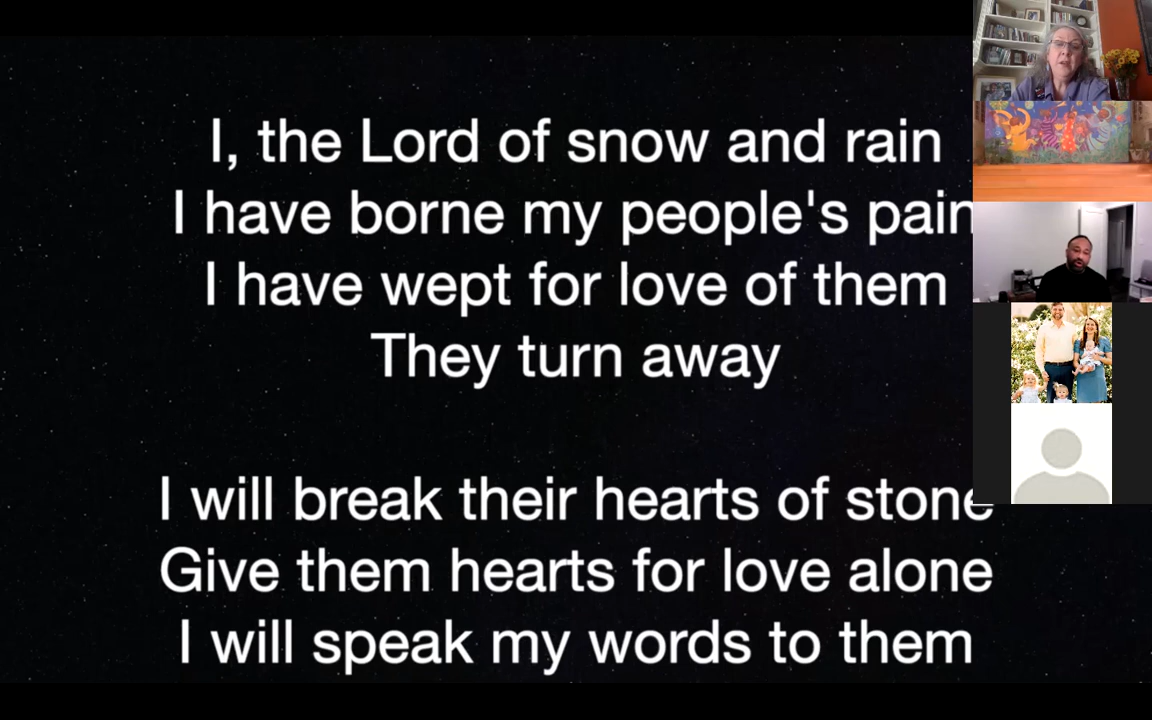 I, the Lord of snow and rain
I have borne my people's pain
I have wept for love of them
They turn away
I will break their hearts of stone
Give them hearts for love alone
I will speak my words to them